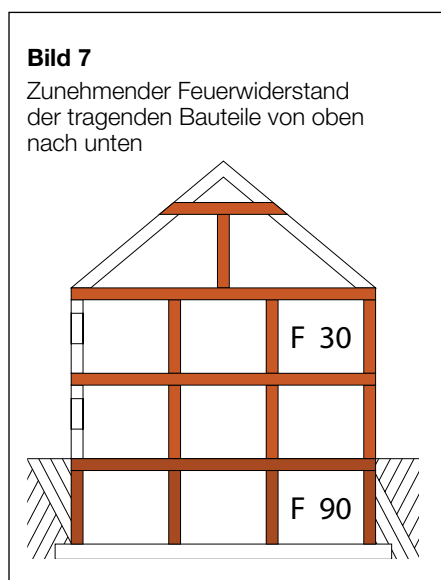 Bild 7
Zunehmender Feuerwiderstand
der tragenden Bauteile von oben
nach unten
F 30
F 90